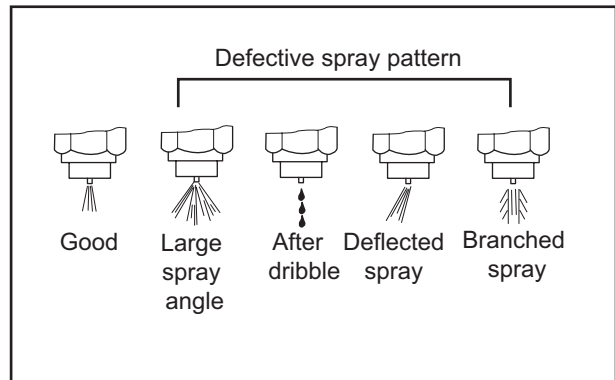 Defective spray pattern
Good
Large
spray
angle
After
dribble
Deflected
spray
Branched
spray